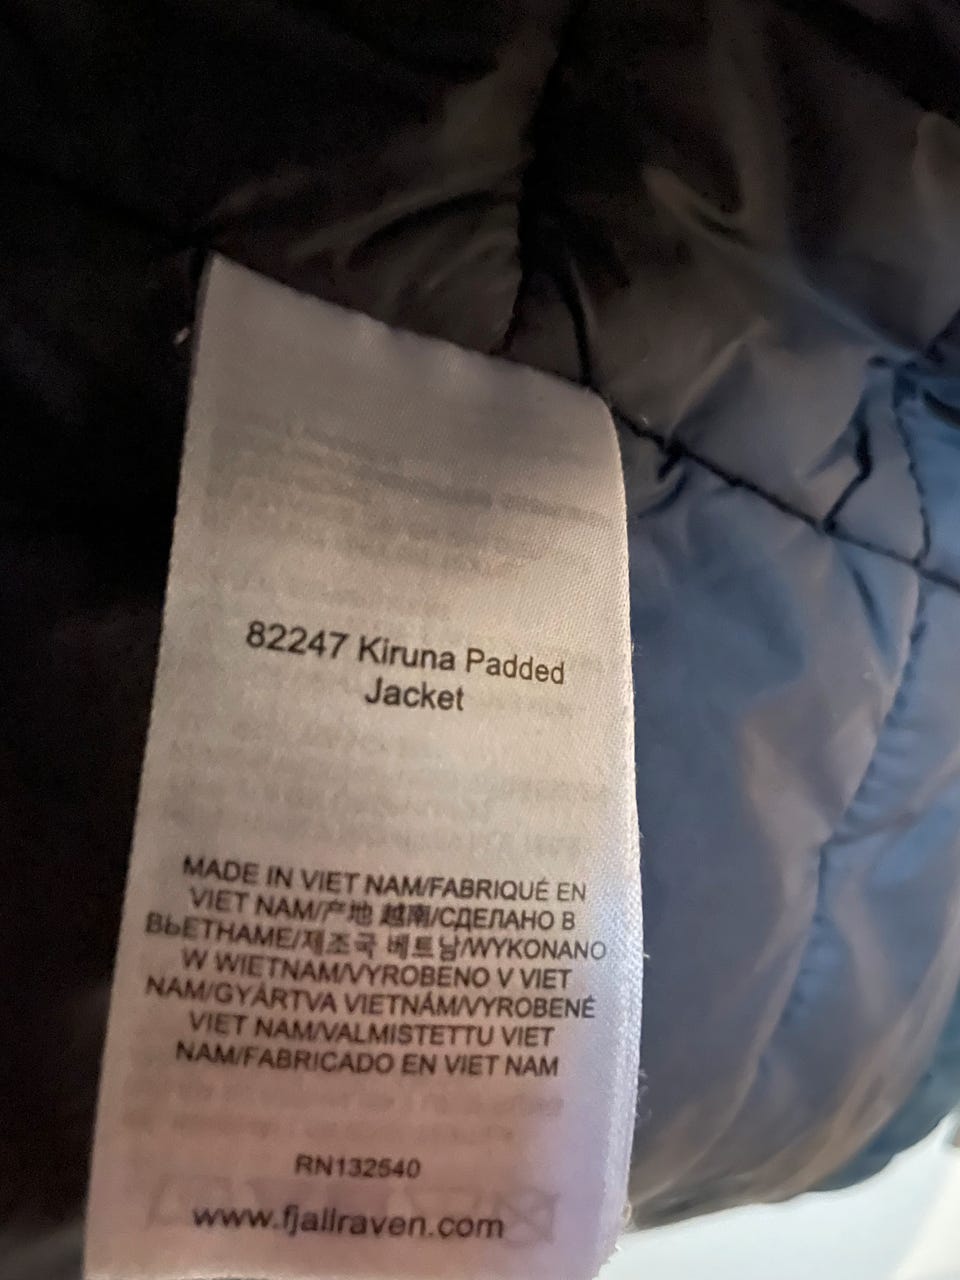 82247 Kiruna Padded
Jacket
MADE IN VIET NAM/FABRIQUÉ EN
VIET NAM/产地 越南/СДЕЛАНО В
ВЬЕТНАМЕ/제조국 베트남/WYKONANO
W WIETNAM/VYROBENO V VIET
NAM/GYÁRTVA VIETNÁM/VYROBENÉ
VIET NAM/VALMISTETTU VIET
NAM/FABRICADO EN VIET NAM
RN132540
www.fjallraven.com